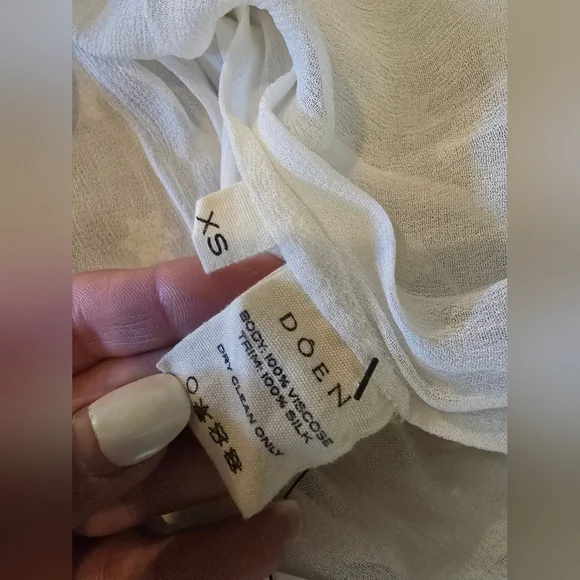 XS
DÔEN
BODY: 100% VISCOSE
TRIM: 100% SILK
DRY CLEAN ONLY